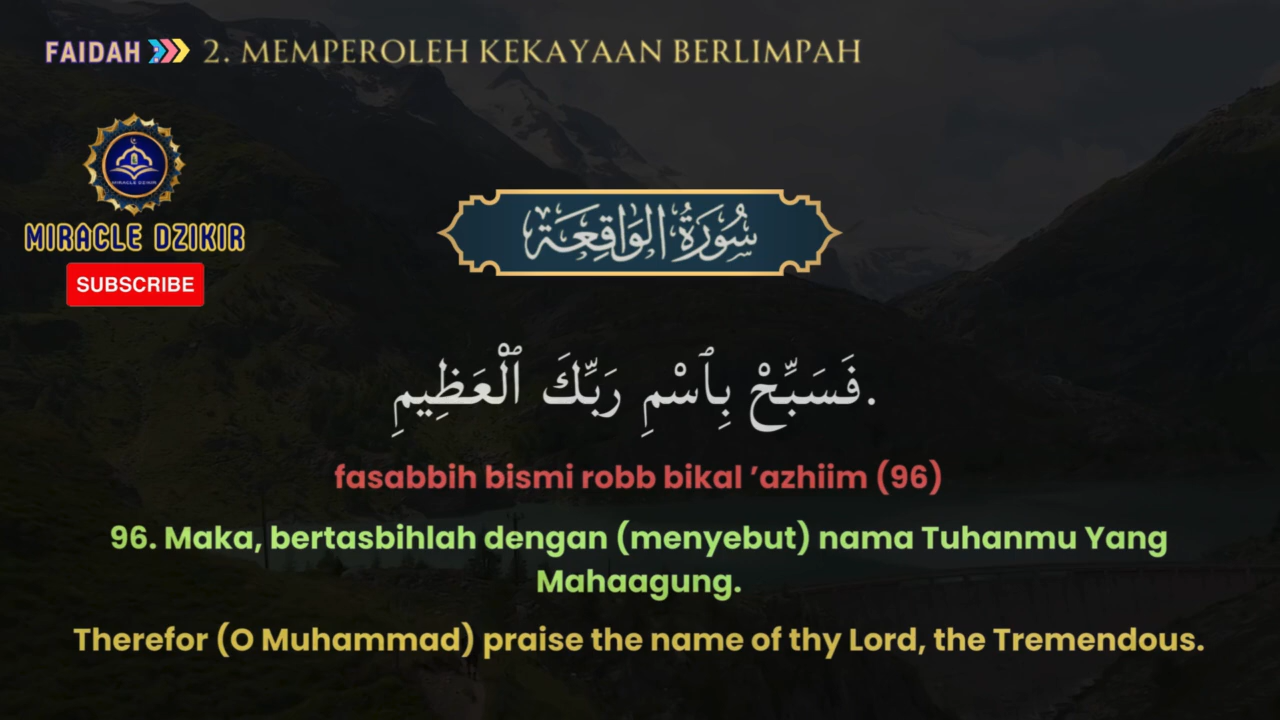 FAIDAH 2. MEMPEROLEH KEKAYAAN BERLIMPAH
MIRACLE DZIKIR
MIRACLE DZIKIR
SUBSCRIBE
سُورَةُ الوَاقِعَة
فَسَبِّحْ بِٱسْمِ رَبِّكَ ٱلْعَظِيمِ.
fasabbih bismi robb bikal ’azhiim (96)
96. Maka, bertasbihlah dengan (menyebut) nama Tuhanmu Yang
Mahaagung.
Therefor (O Muhammad) praise the name of thy Lord, the Tremendous.